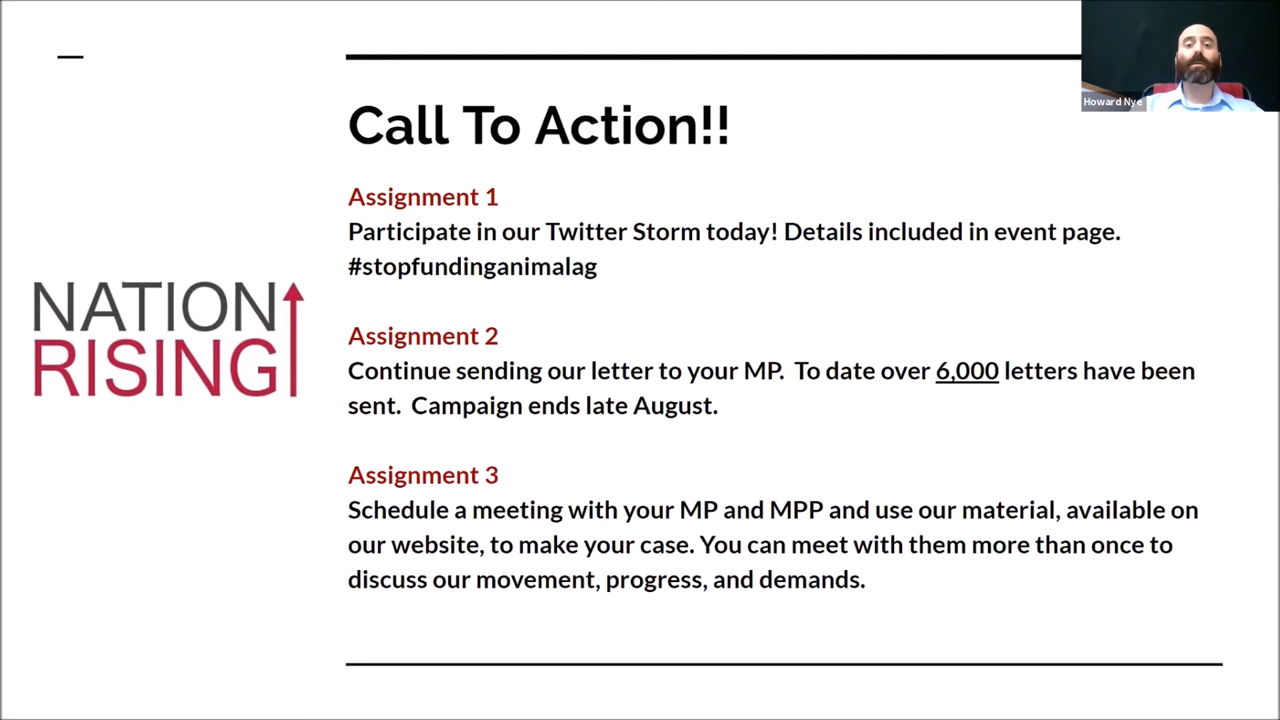 Howard Nye
Call To Action!!
Assignment 1
Participate in our Twitter Storm today! Details included in event page.
#stopfundinganimalag
NATION
RISING
Assignment 2
Continue sending our letter to your MP.  To date over 6,000 letters have been
sent.  Campaign ends late August.
Assignment 3
Schedule a meeting with your MP and MPP and use our material, available on
our website, to make your case. You can meet with them more than once to
discuss our movement, progress, and demands.